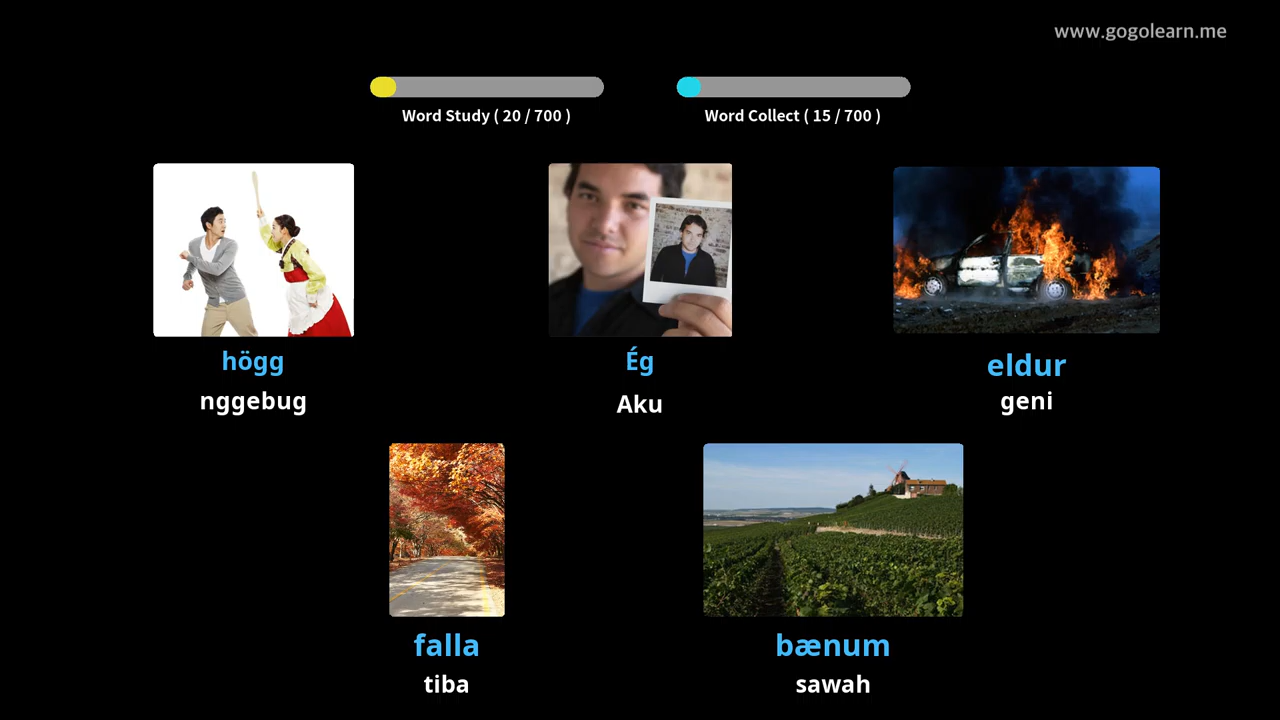 www.gogolearn.me
Word Study ( 20 / 700 )
Word Collect ( 15 / 700 )
högg
nggebug
Ég
Aku
eldur
geni
falla
tiba
bænum
sawah